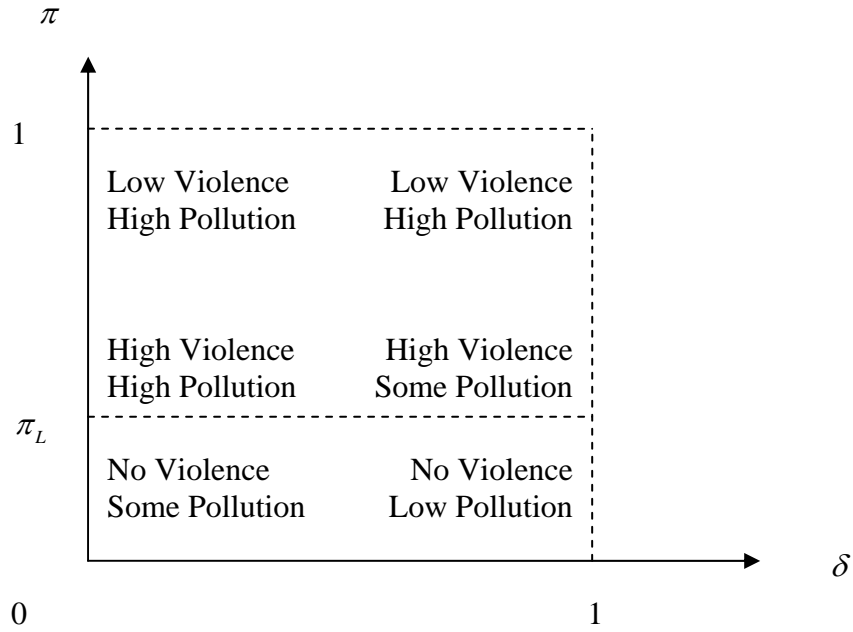 π
1
Low Violence
High Pollution
Low Violence
High Pollution
High Violence
High Pollution
High Violence
Some Pollution
π_L
No Violence
Some Pollution
No Violence
Low Pollution
δ
0
1